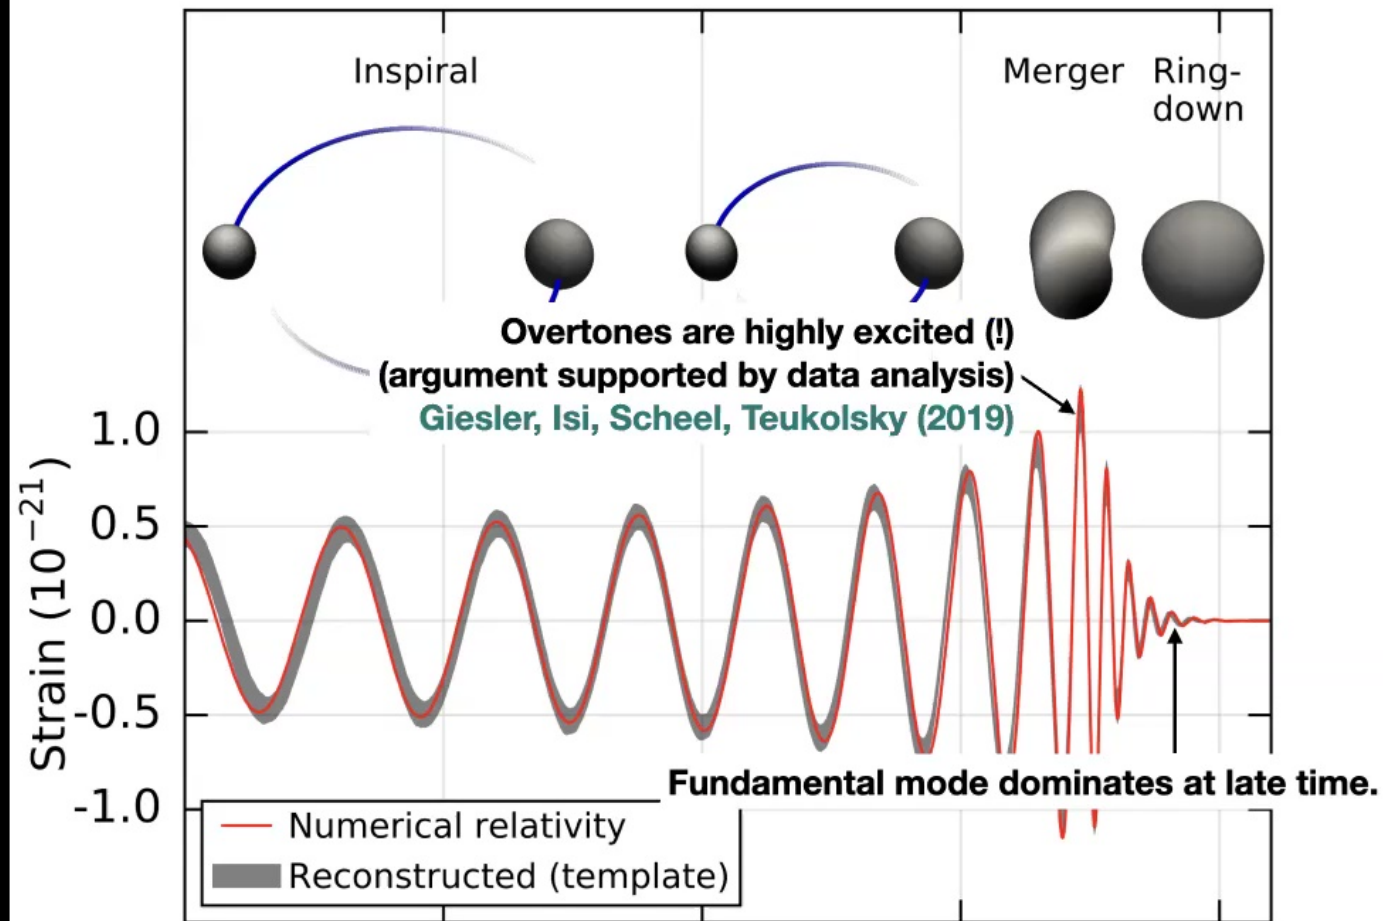 Inspiral
Merger
Ring-
down
Overtones are highly excited (!)
(argument supported by data analysis)
Giesler, Isi, Scheel, Teukolsky (2019)
1.0
0.5
0.0
-0.5
-1.0
Strain (10⁻²¹)
Fundamental mode dominates at late time.
Numerical relativity
Reconstructed (template)